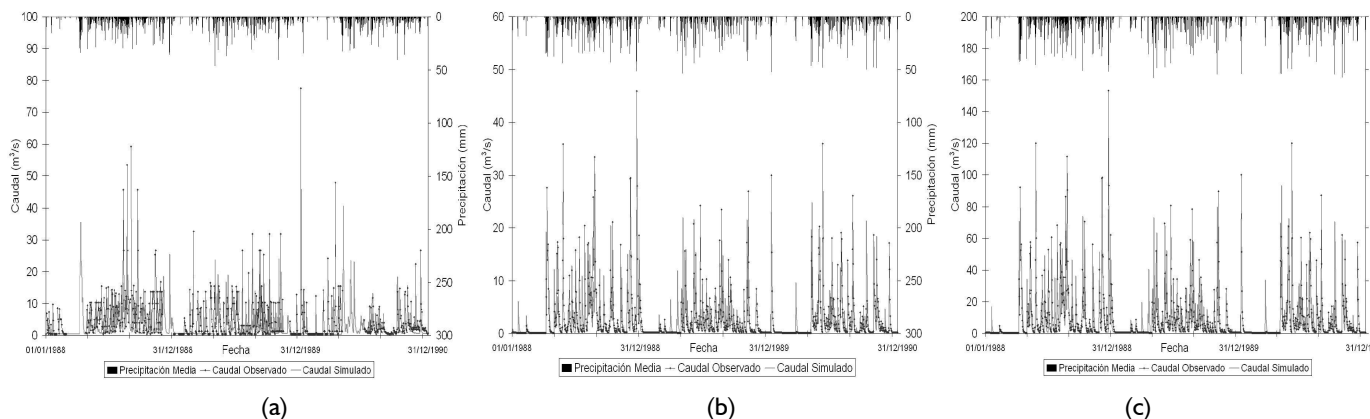 100
90
80
70
60
50
40
30
20
10
0
Caudal (m³/s)
0
50
100
150
200
250
300
Precipitación (mm)
01/01/1988
31/12/1988
Fecha
31/12/1989
31/12/1990
Precipitación Media
Caudal Observado
Caudal Simulado
(a)
60
50
40
30
20
10
0
Caudal (m³/s)
0
50
100
150
200
250
300
Precipitación (mm)
01/01/1988
31/12/1988
Fecha
31/12/1989
31/12/1990
Precipitación Media
Caudal Observado
Caudal Simulado
(b)
200
180
160
140
120
100
80
60
40
20
0
Caudal (m³/s)
01/01/1988
31/12/1988
Fecha
31/12/1989
31/12/1
Precipitación Media
Caudal Observado
Caudal Simulado
(c)